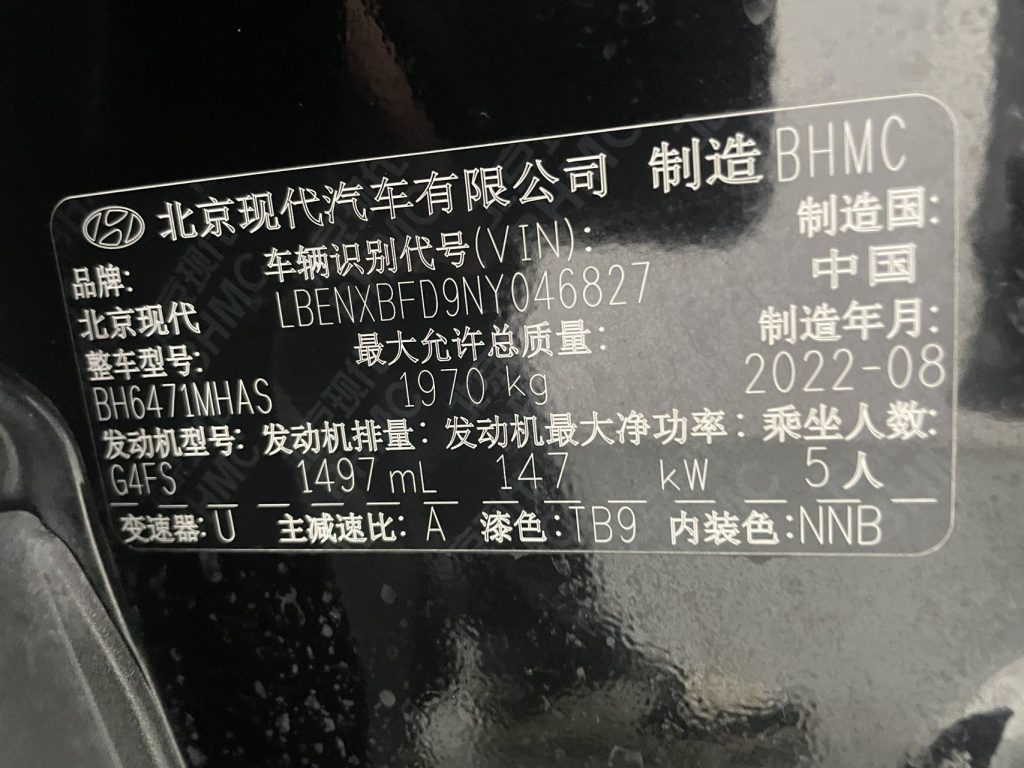 北京现代汽车有限公司 制造 BHMC
品牌: 车辆识别代号(VIN): 制造国:
北京现代 LBENXBFD9NY046827 中国
整车型号: 最大允许总质量: 制造年月:
BH6471MHAS 1970 kg 2022-08
发动机型号: 发动机排量: 发动机最大净功率: 乘坐人数:
G4FS 1497 mL 147 kW 5人
变速器: U 主减速比: A 漆色:TB9 内装色:NNB